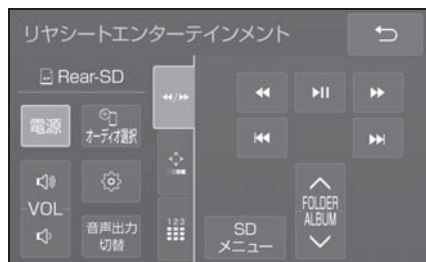 リヤシートエンターテインメント
Rear-SD
電源
オーディオ選択
VOL
音声出力
切替
123
SD
メニュー
FOLDER
ALBUM